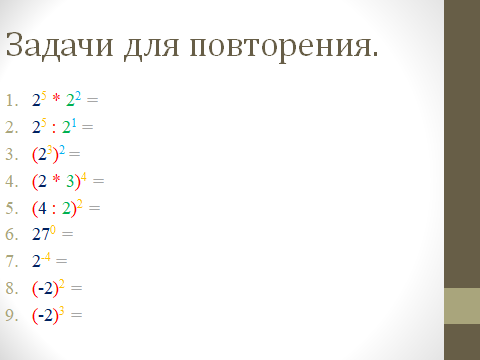 Задачи для повторения.
1. 2⁵ * 2² =
2. 2⁵ : 2¹ =
3. (2³)² =
4. (2 * 3)⁴ =
5. (4 : 2)² =
6. 27⁰ =
7. 2⁻⁴ =
8. (-2)² =
9. (-2)³ =